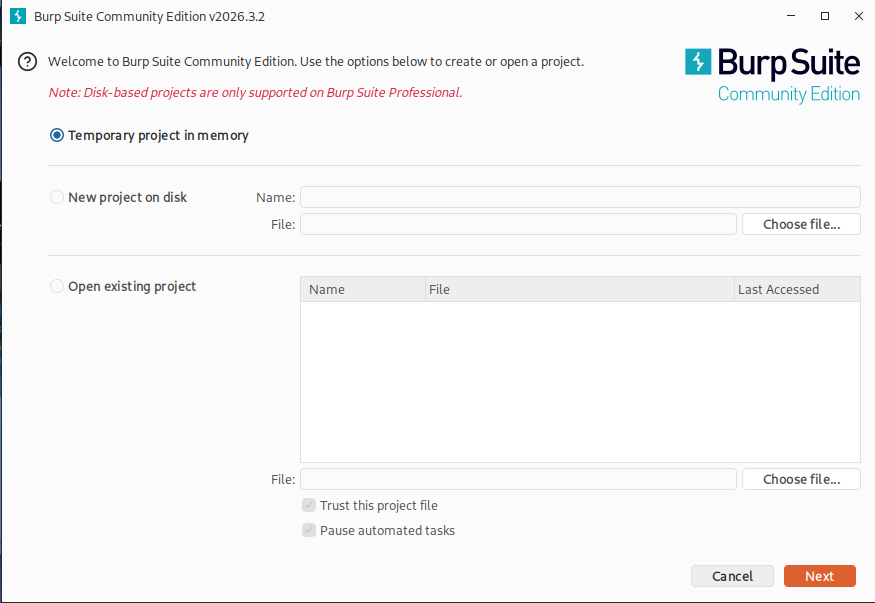 Burp Suite Community Edition v2026.3.2
Welcome to Burp Suite Community Edition. Use the options below to create or open a project.
Note: Disk-based projects are only supported on Burp Suite Professional.
Burp Suite
Community Edition
Temporary project in memory
New project on disk
Name:
File:
Choose file...
Open existing project
Name
File
Last Accessed
File:
Choose file...
Trust this project file
Pause automated tasks
Cancel
Next